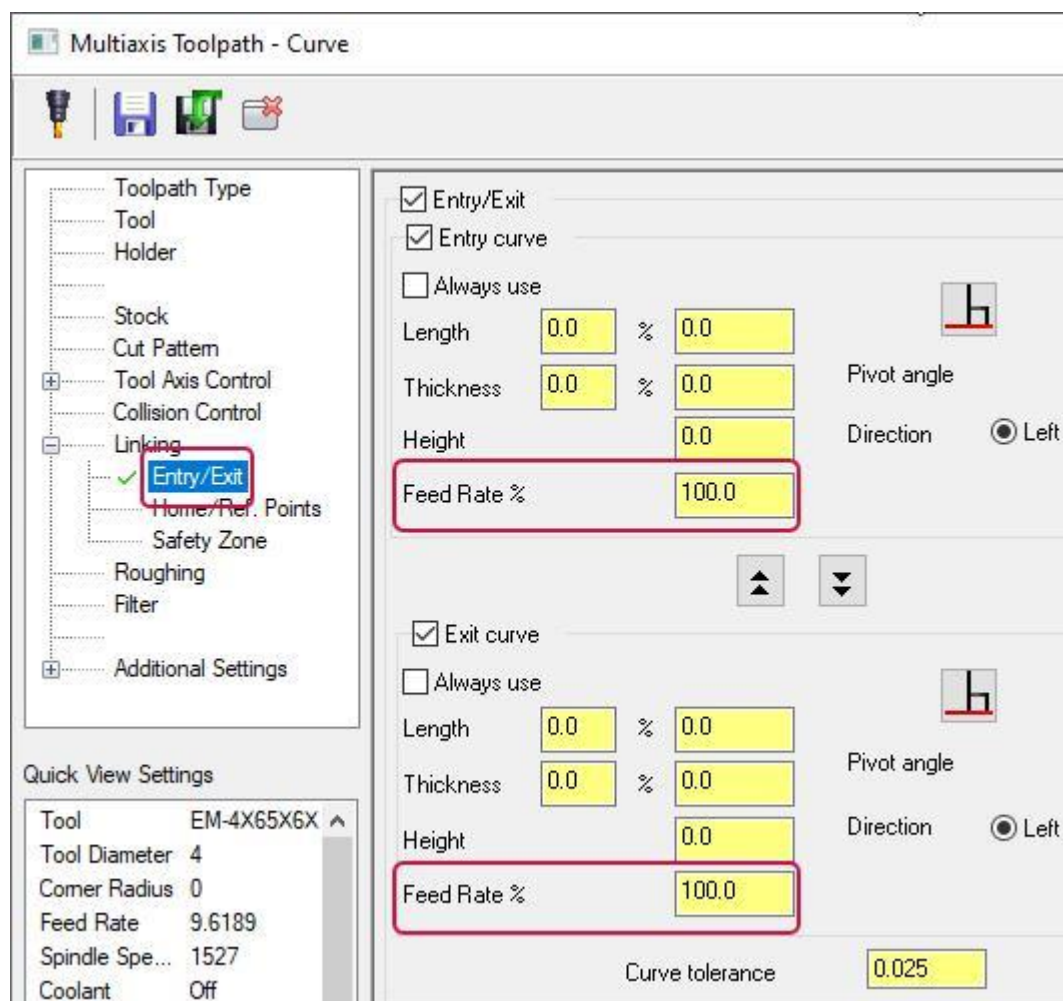 Multiaxis Toolpath - Curve
Toolpath Type
Tool
Holder
Stock
Cut Pattern
Tool Axis Control
Collision Control
Linking
Entry/Exit
Home/Ref. Points
Safety Zone
Roughing
Filter
Additional Settings
Quick View Settings
Tool EM-4X65X6X
Tool Diameter 4
Corner Radius 0
Feed Rate 9.6189
Spindle Spe... 1527
Coolant Off
Entry/Exit
Entry curve
Always use
Length 0.0 % 0.0
Thickness 0.0 % 0.0
Pivot angle
Height 0.0
Direction Left
Feed Rate % 100.0
Exit curve
Always use
Length 0.0 % 0.0
Thickness 0.0 % 0.0
Pivot angle
Height 0.0
Direction Left
Feed Rate % 100.0
Curve tolerance 0.025